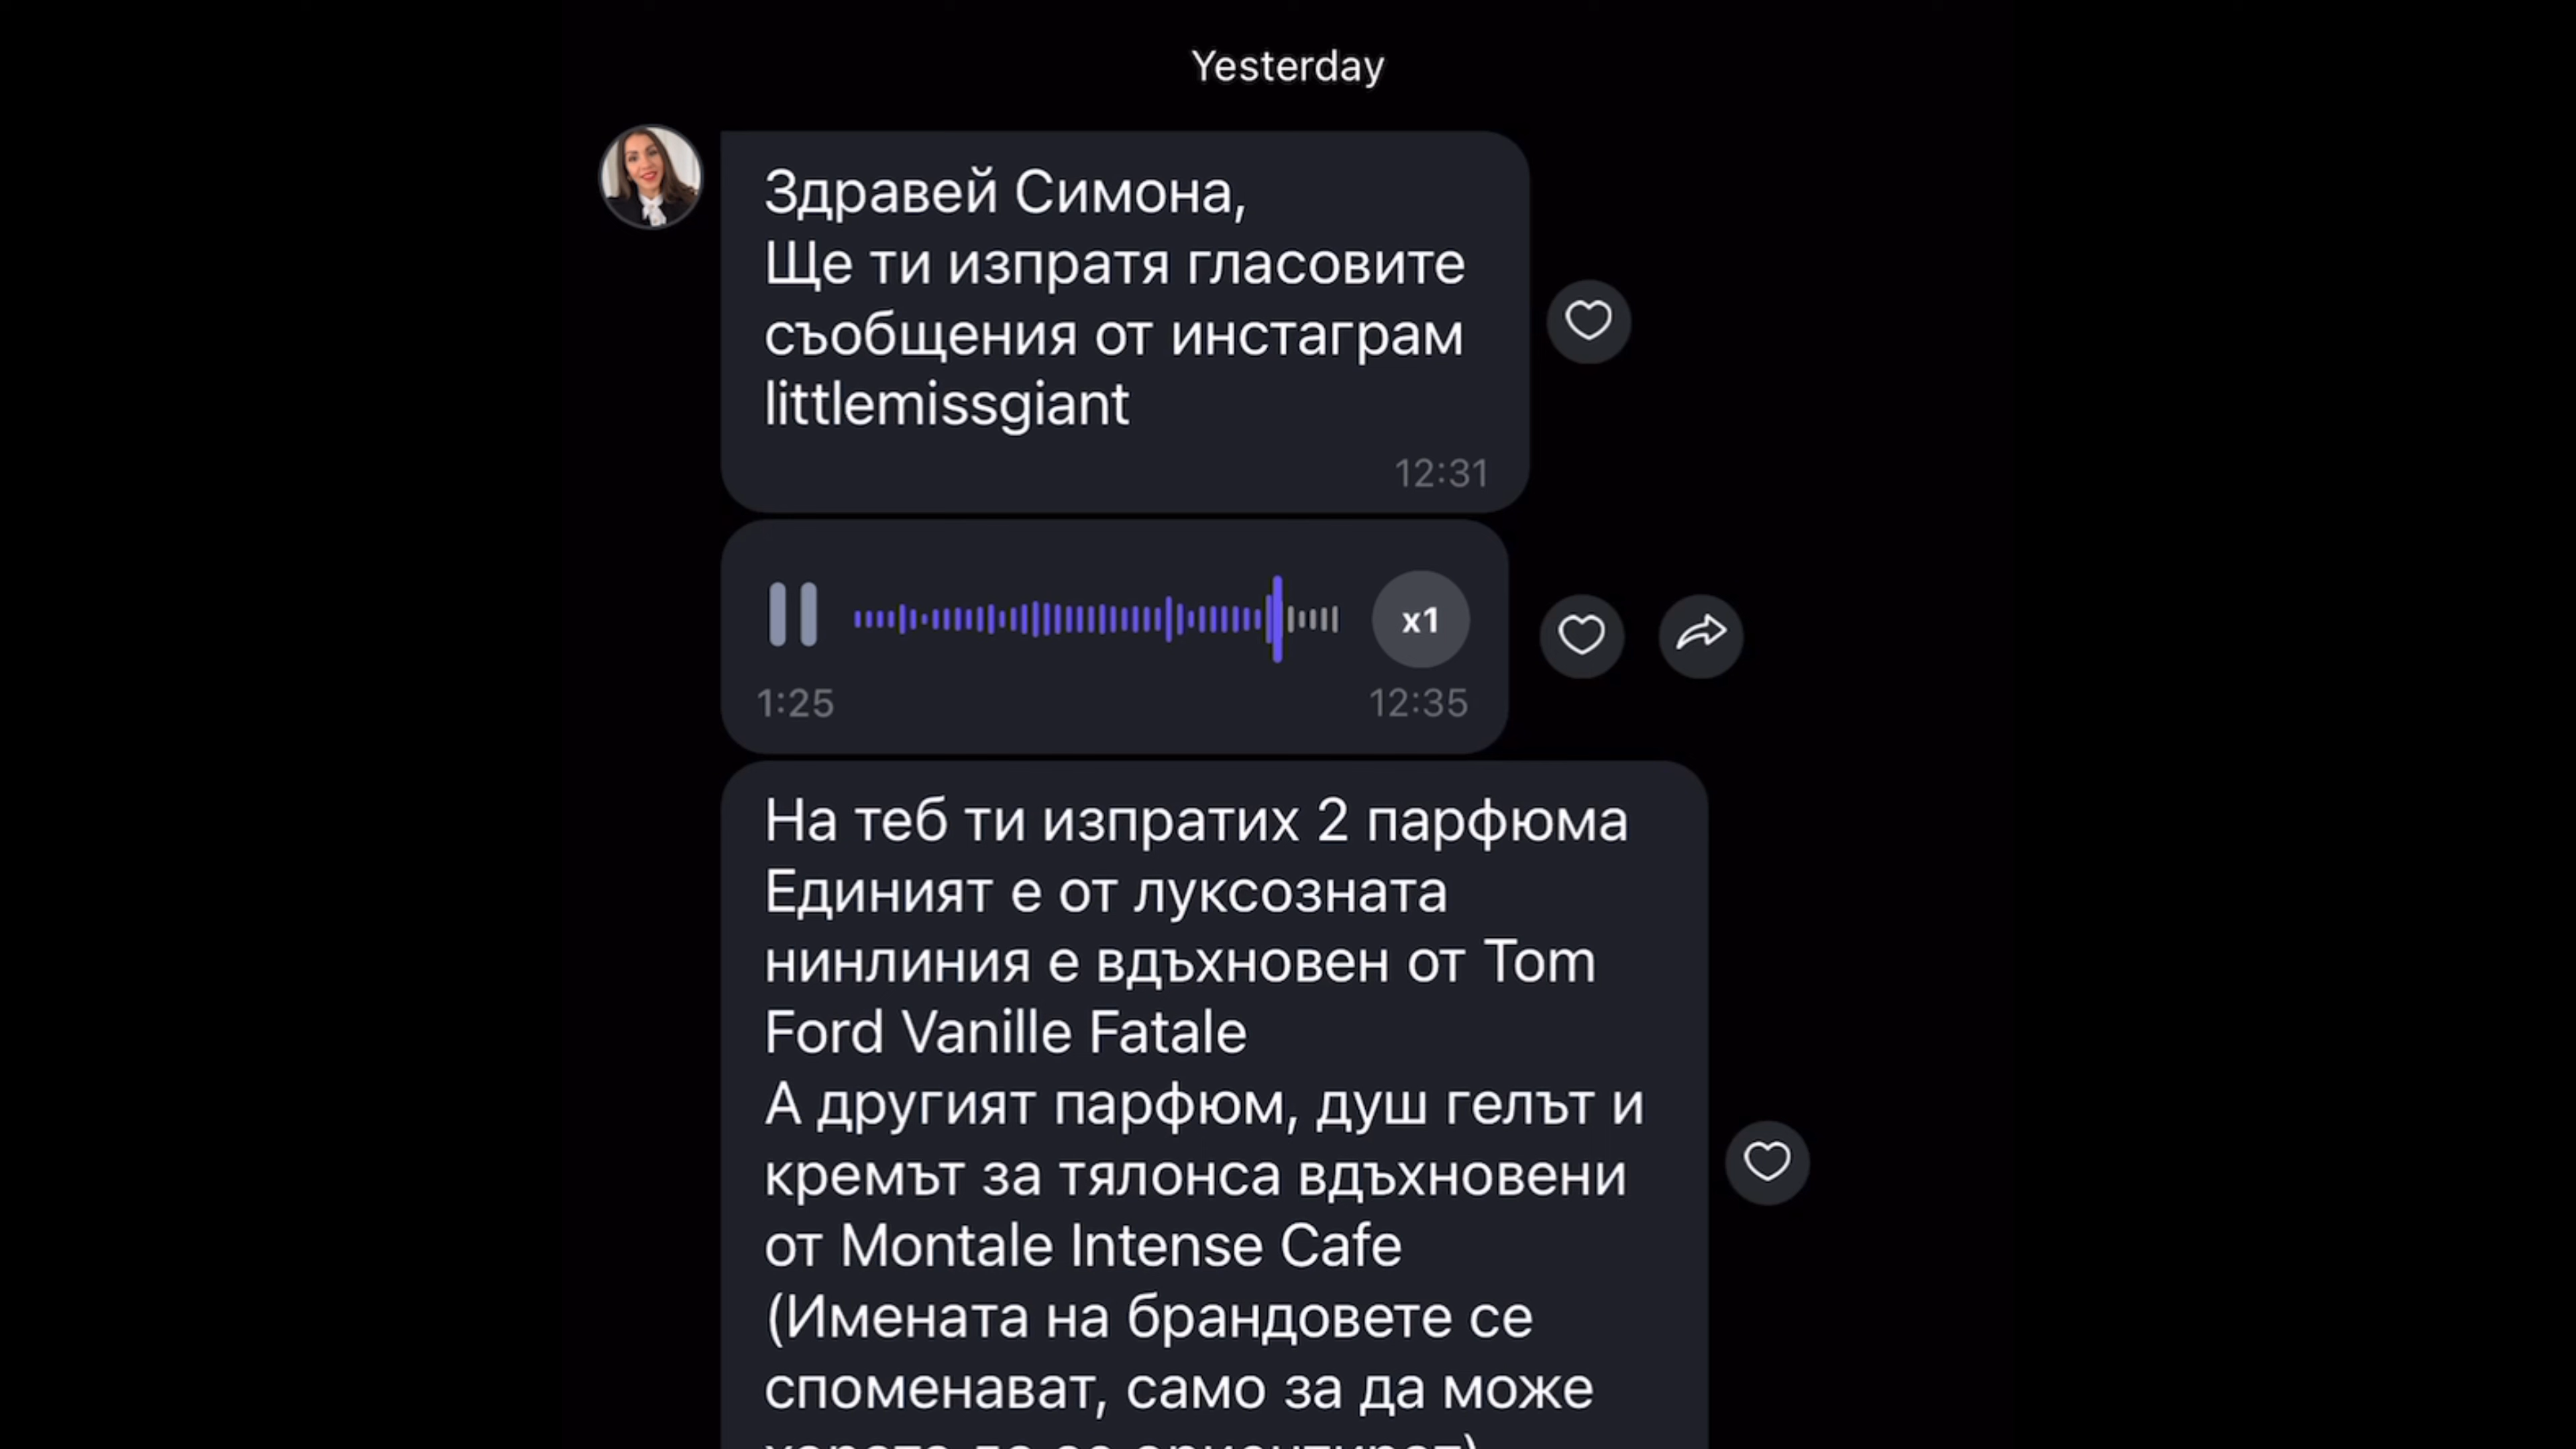 Yesterday
Здравей Симона,
Ще ти изпратя гласовите
съобщения от инстаграм
littlemissgiant
12:31
x1
1:25
12:35
На теб ти изпратих 2 парфюма
Единият е от луксозната
нинлиния е вдъхновен от Tom
Ford Vanille Fatale
А другият парфюм, душ гелът и
кремът за тялонса вдъхновени
от Montale Intense Cafe
(Имената на брандовете се
споменават, само за да може